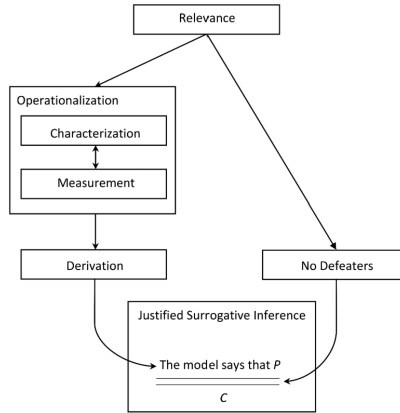 Relevance
Operationalization
Characterization
Measurement
Derivation
No Defeaters
Justified Surrogative Inference
The model says that P
C